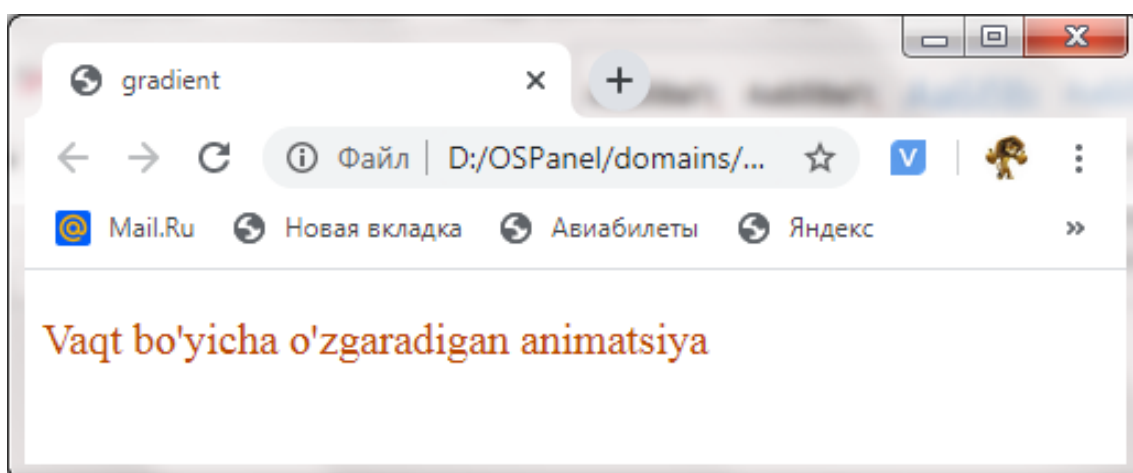 gradient
Файл D:/OSPanel/domains/...
Mail.Ru Новая вкладка Авиабилеты Яндекс »
Vaqt bo'yicha o'zgaradigan animatsiya